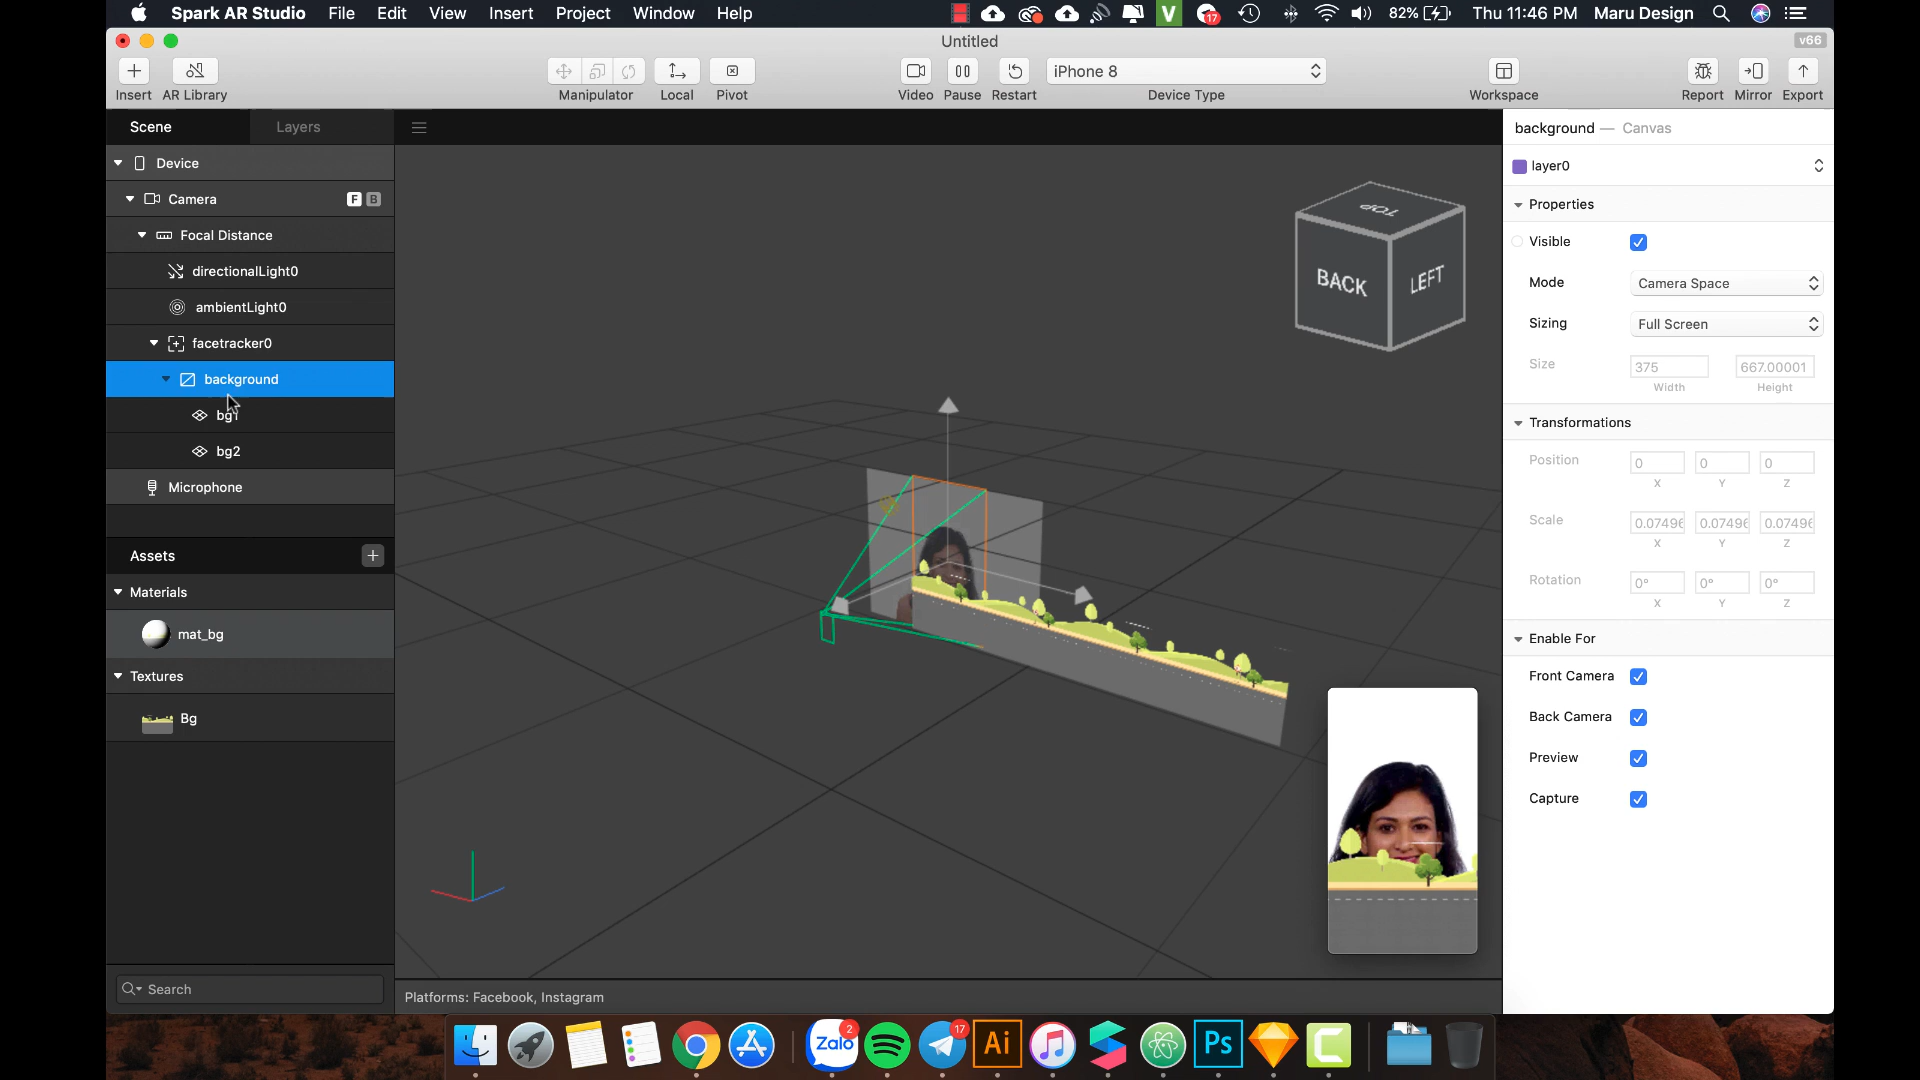 Spark AR Studio File Edit View Insert Project Window Help 17 V 82% Thu 11:46 PM Maru Design
Untitled
v66
iPhone 8
Insert AR Library Manipulator Local Pivot Video Pause Restart Device Type Workspace Report Mirror Export
Scene Layers
Device
Camera F B
Focal Distance
directionalLight0
ambientLight0
facetracker0
background
bg1
bg2
Microphone
Assets
Materials
mat_bg
Textures
Bg
Search
TOP
BACK LEFT
Platforms: Facebook, Instagram
background — Canvas
layer0
Properties
Visible
Mode Camera Space
Sizing Full Screen
Size 375 667.00001
Width Height
Transformations
Position 0 0 0
X Y Z
Scale 0.0749 0.0749 0.0749
X Y Z
Rotation 0° 0° 0°
X Y Z
Enable For
Front Camera
Back Camera
Preview
Capture
Zalo 2 17 Ai Ps